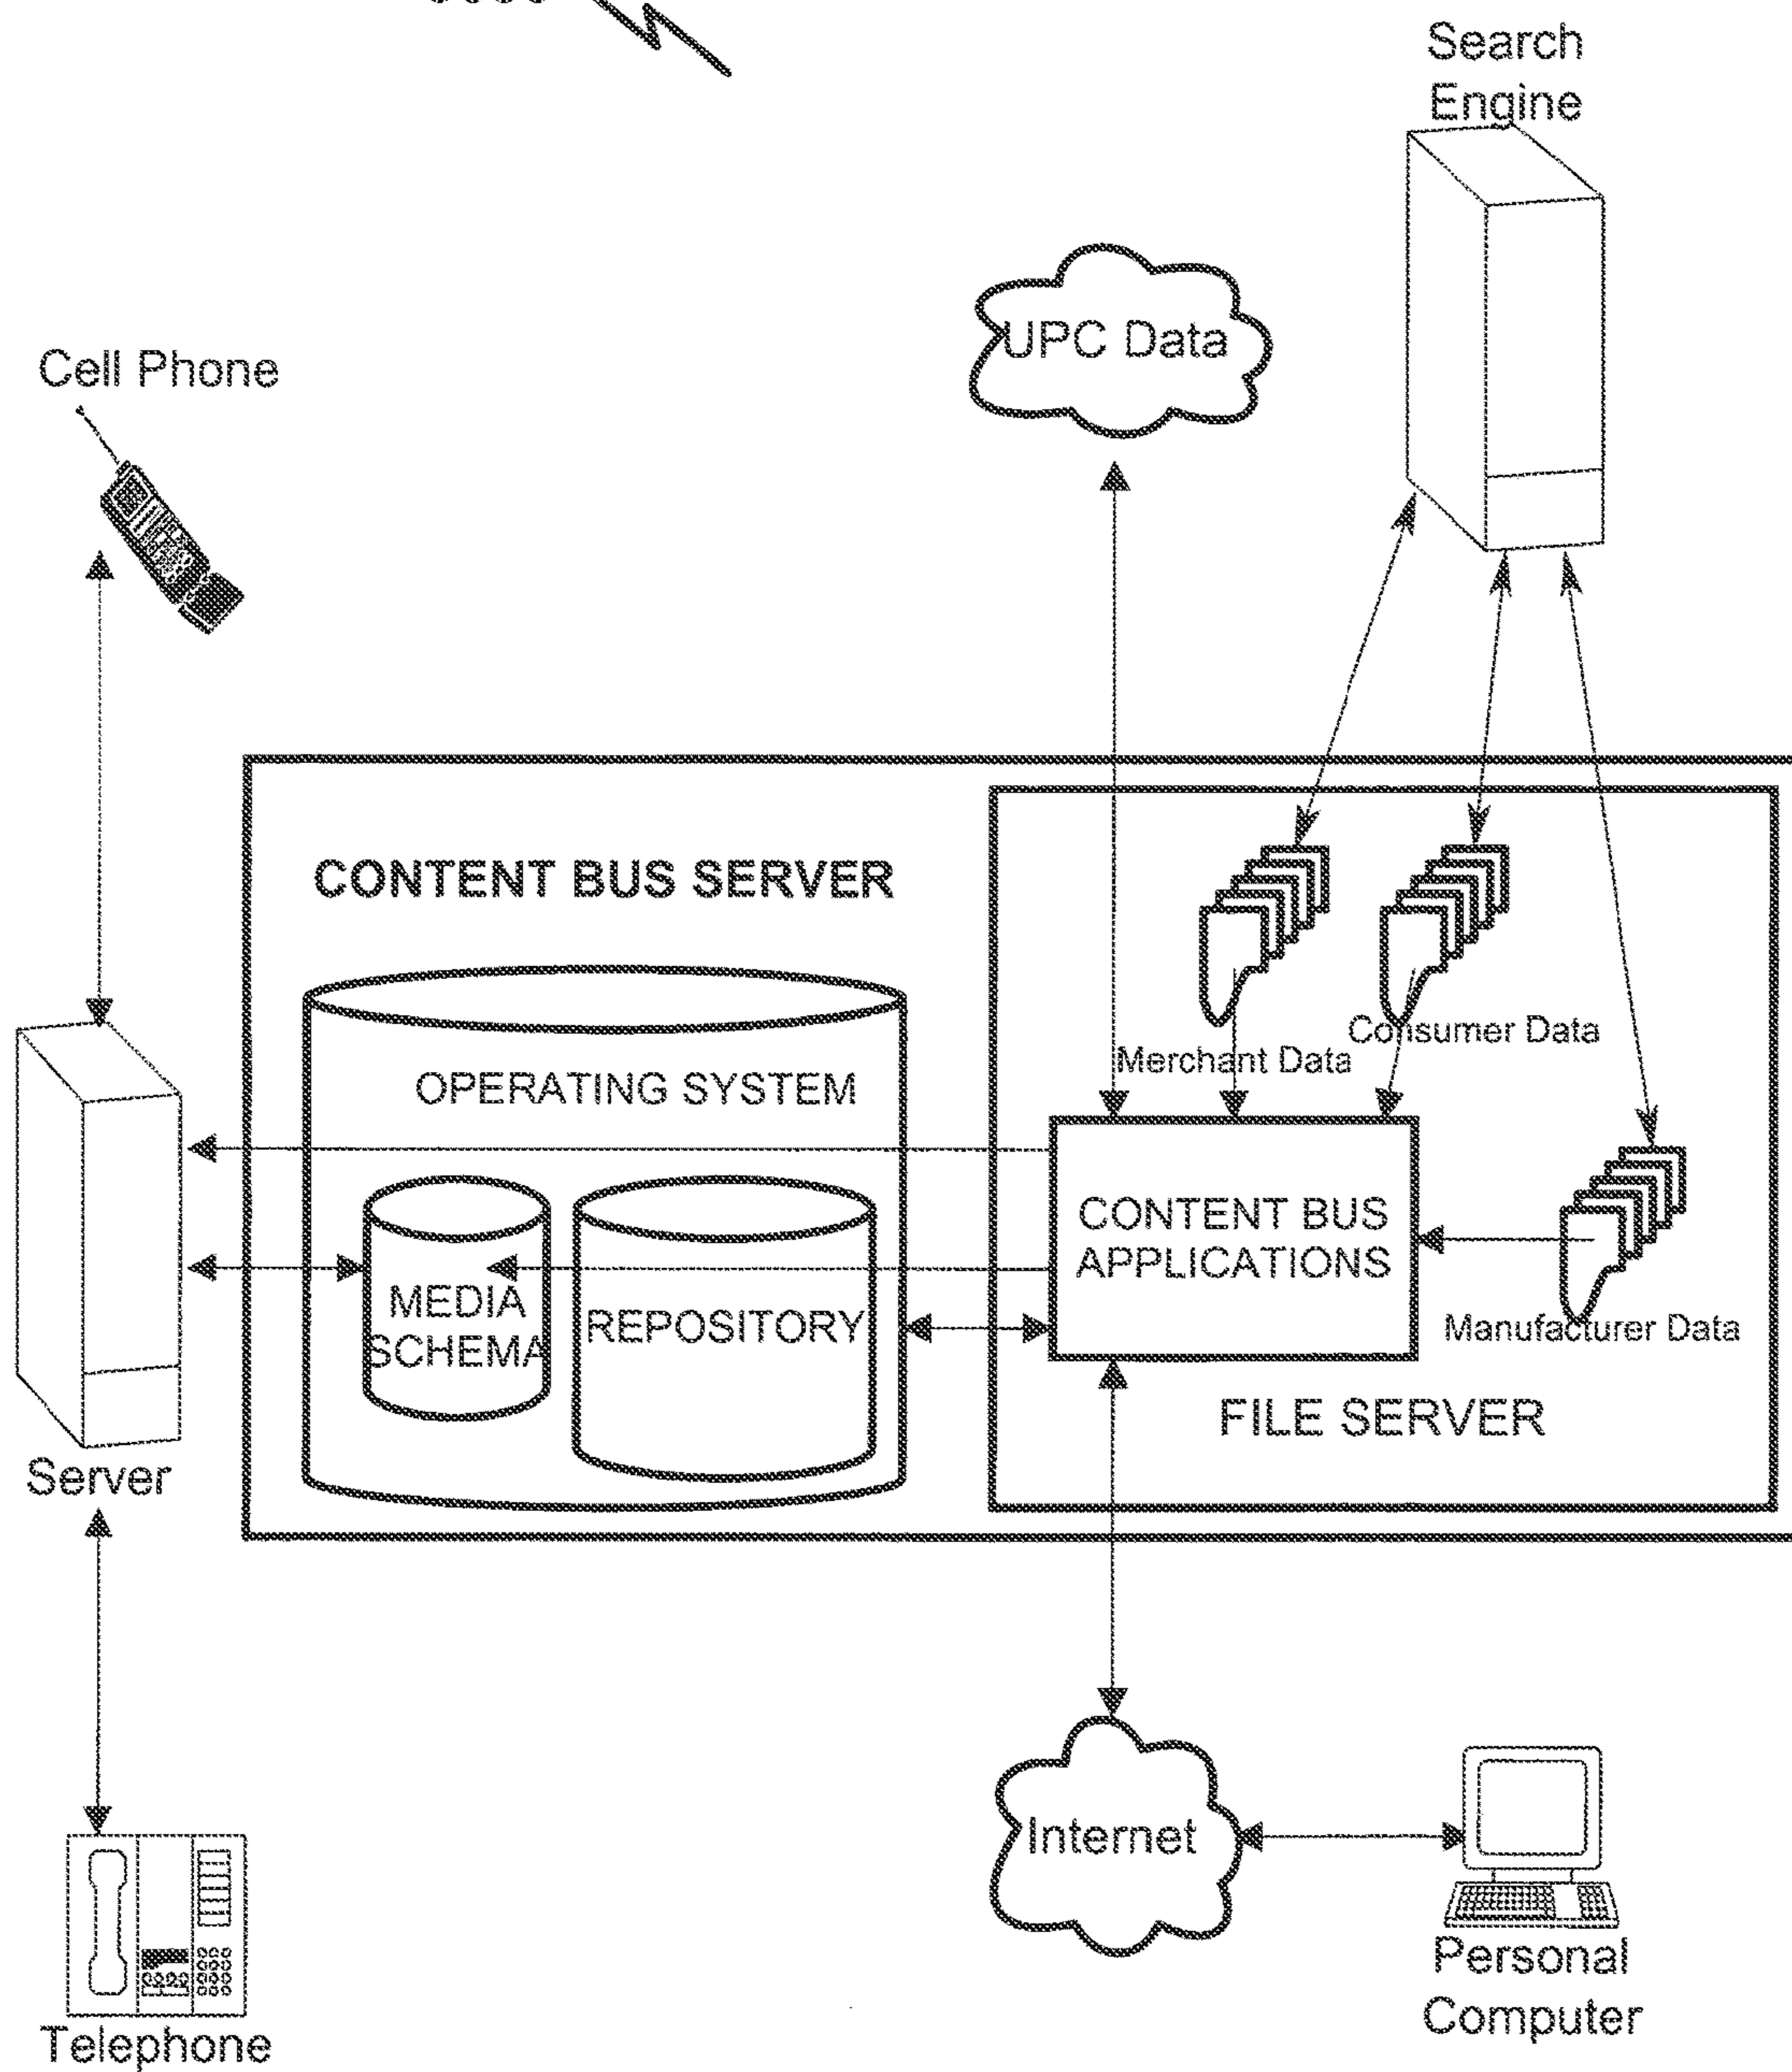 Search
Engine
UPC Data
Cell Phone
CONTENT BUS SERVER
Consumer Data
Merchant Data
OPERATING SYSTEM
CONTENT BUS
APPLICATIONS
MEDIA
SCHEMA
REPOSITORY
Manufacturer Data
FILE SERVER
Server
Internet
Personal
Computer
Telephone